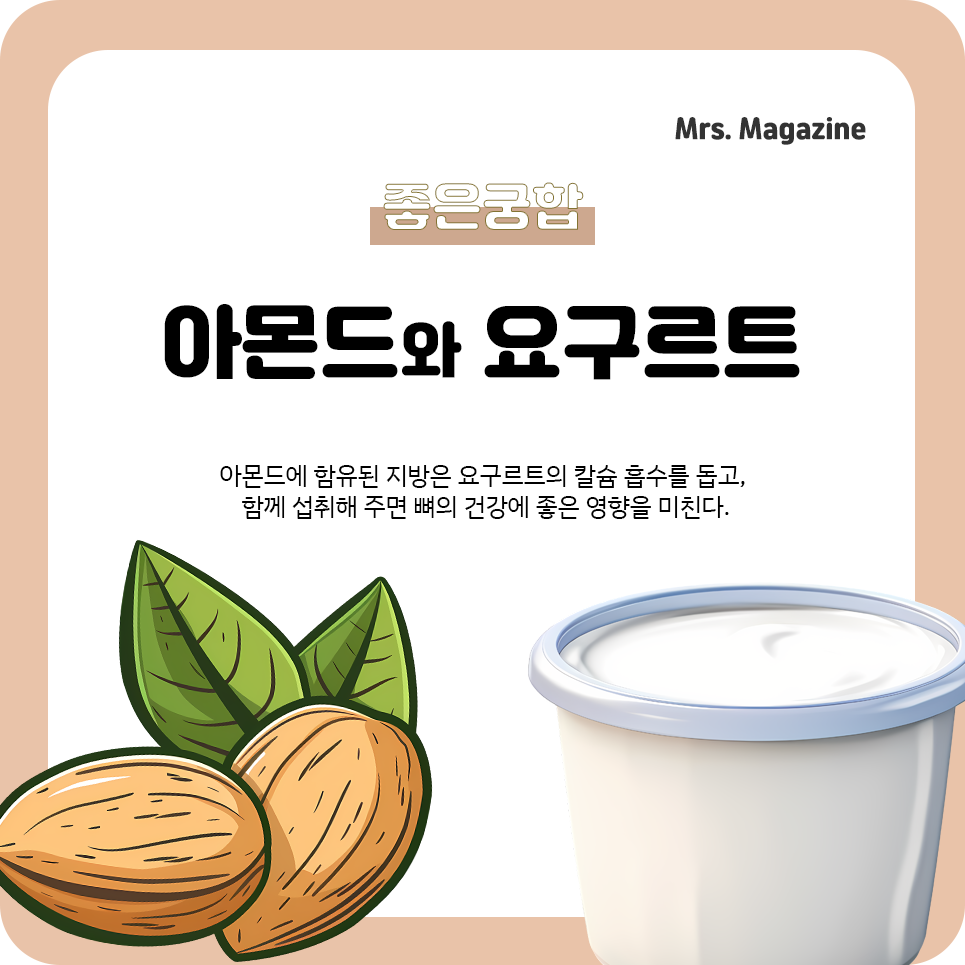 Mrs. Magazine
좋은궁합
아몬드와 요구르트
아몬드에 함유된 지방은 요구르트의 칼슘 흡수를 돕고,
함께 섭취해 주면 뼈의 건강에 좋은 영향을 미친다.